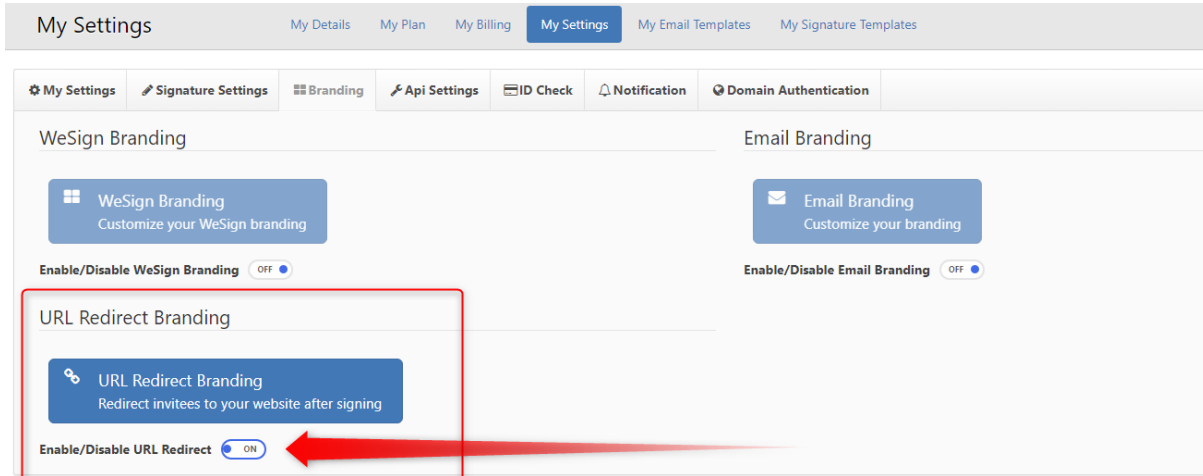 My Settings My Details My Plan My Billing My Settings My Email Templates My Signature Templates
My Settings Signature Settings Branding Api Settings ID Check Notification Domain Authentication
WeSign Branding
WeSign Branding
Customize your WeSign branding
Enable/Disable WeSign Branding OFF
Email Branding
Email Branding
Customize your branding
Enable/Disable Email Branding OFF
URL Redirect Branding
URL Redirect Branding
Redirect invitees to your website after signing
Enable/Disable URL Redirect ON